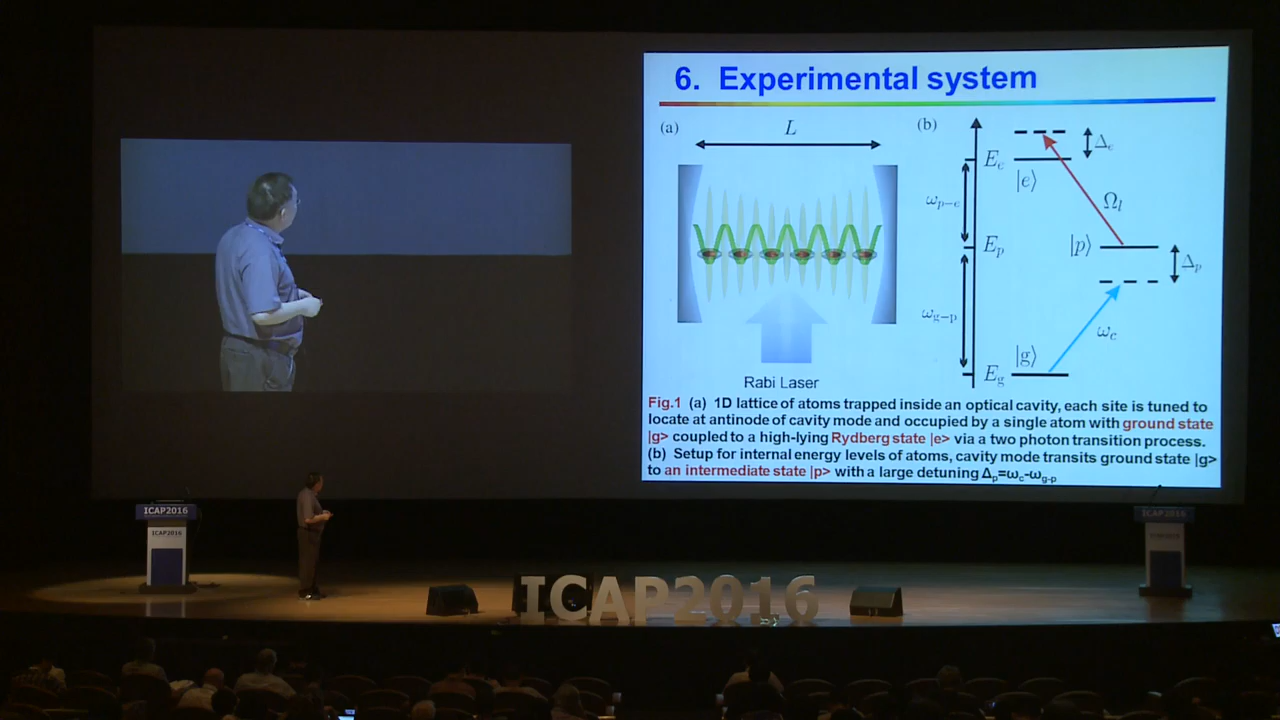 6. Experimental system
(a)
L
Rabi Laser
(b)
Δe
Ee
|e⟩
Ωl
ωp−e
Ep
|p⟩
Δp
ωg−p
ωc
|g⟩
Eg
Fig.1 (a) 1D lattice of atoms trapped inside an optical cavity, each site is tuned to
locate at antinode of cavity mode and occupied by a single atom with ground state
|g> coupled to a high-lying Rydberg state |e> via a two photon transition process.
(b) Setup for internal energy levels of atoms, cavity mode transits ground state |g>
to an intermediate state |p> with a large detuning Δp=ωc-ωg-p
ICAP2016
ICAP2016
ICAP2016
ICAP2016